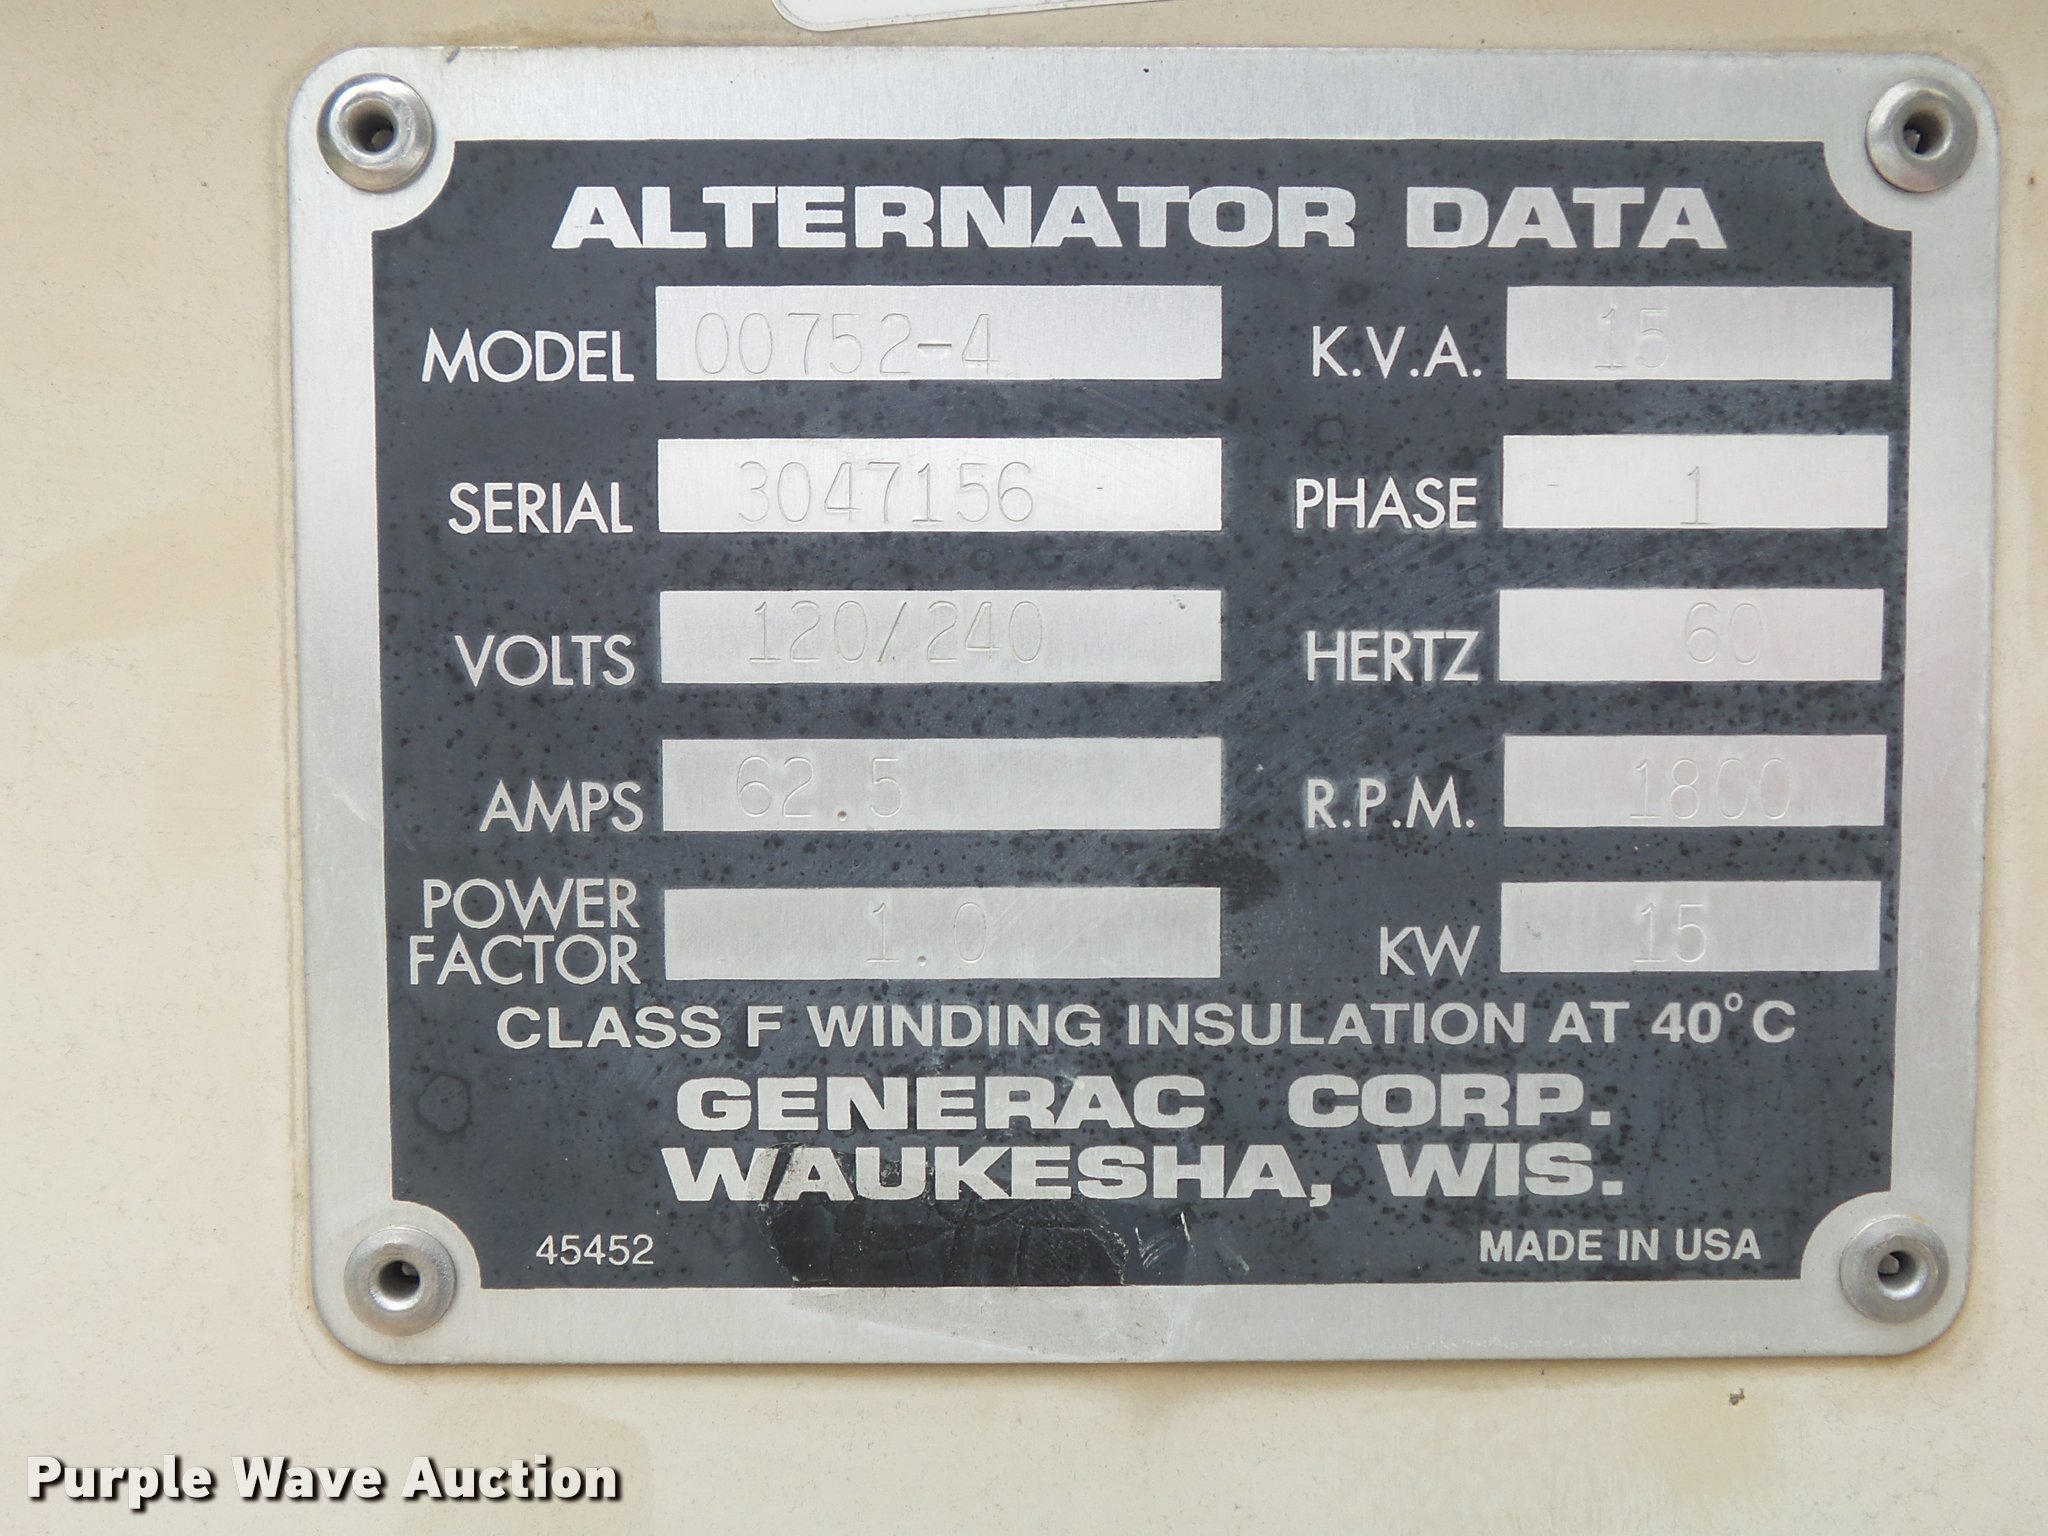 ALTERNATOR DATA
MODEL 00752-4 K.V.A. 15
SERIAL 3047156 PHASE 1
VOLTS 120/240 HERTZ 60
AMPS 62.5 R.P.M. 1800
POWER FACTOR 1.0 KW 15
CLASS F WINDING INSULATION AT 40°C
GENERAC CORP.
WAUKESHA, WIS.
45452 MADE IN USA
Purple Wave Auction